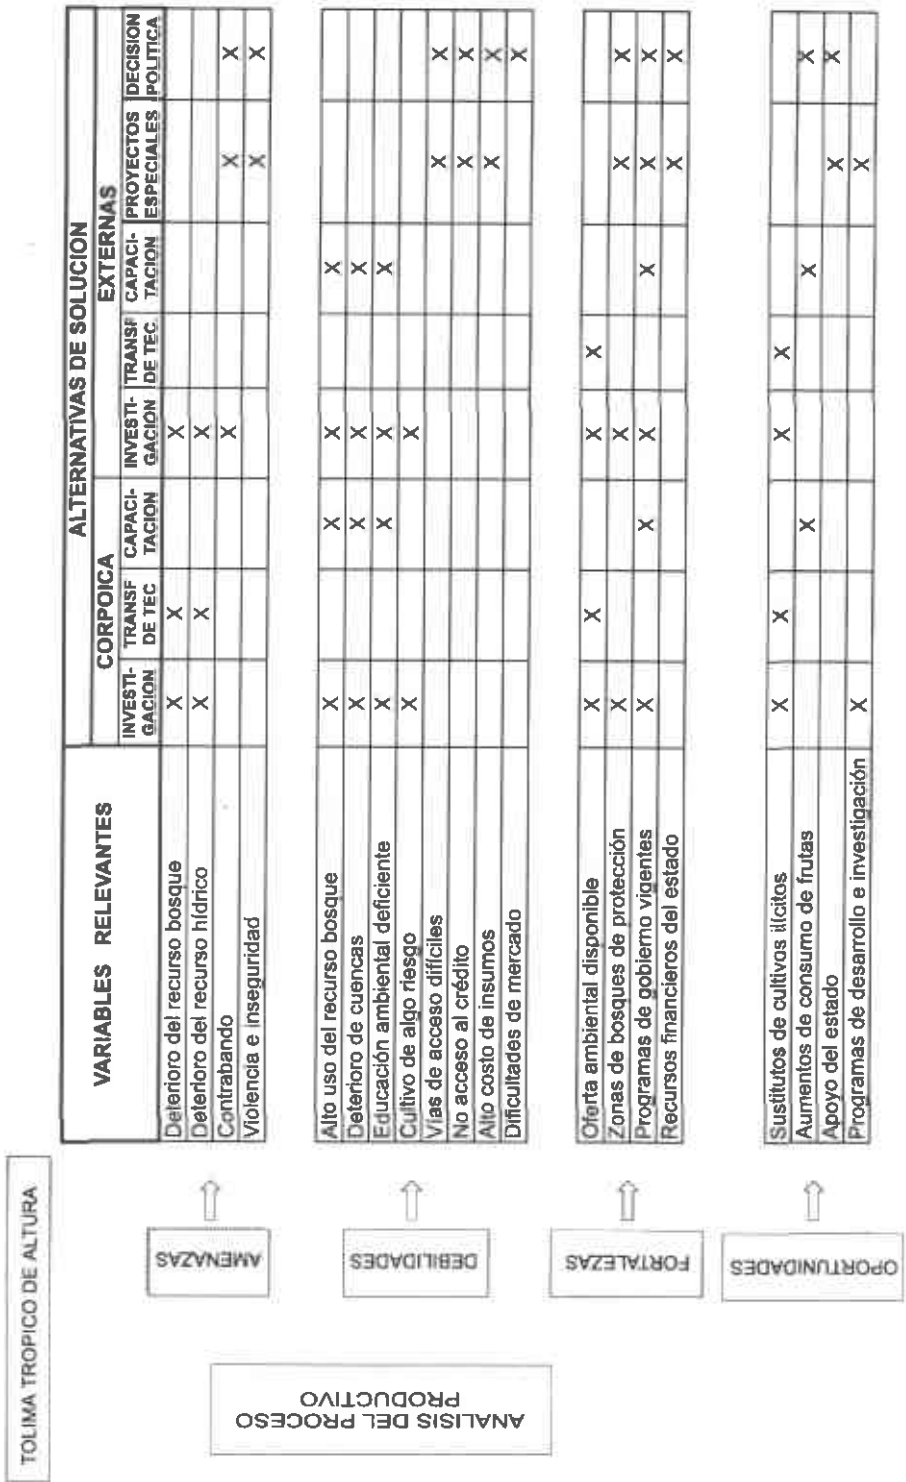 TOLIMA TROPICO DE ALTURA
ANALISIS DEL PROCESO
PRODUCTIVO
VARIABLES RELEVANTES
ALTERNATIVAS DE SOLUCION
CORPOICA
EXTERNAS
INVESTI-
GACION
TRANSF
DE TEC
CAPACI-
TACION
INVESTI-
GACION
TRANSF
DE TEC.
CAPACI-
TACION
PROYECTOS
ESPECIALES
DECISION
POLITICA
AMENAZAS
Deterioro del recurso bosque X X X
Deterioro del recurso hídrico X X X
Contrabando X X X
Violencia e inseguridad X X
DEBILIDADES
Alto uso del recurso bosque X X X X
Deterioro de cuencas X X X X
Educación ambiental deficiente X X X X
Cultivo de algo riesgo X X
Vías de acceso difíciles X X
No acceso al crédito X X
Alto costo de insumos X X
Dificultades de mercado X
FORTALEZAS
Oferta ambiental disponible X X X X
Zonas de bosques de protección X X X X
Programas de gobierno vigentes X X X X X X
Recursos financieros del estado X X
OPORTUNIDADES
Sustitutos de cultivos ilícitos X X X X
Aumentos de consumo de frutas X X X
Apoyo del estado X X
Programas de desarrollo e investigación X X